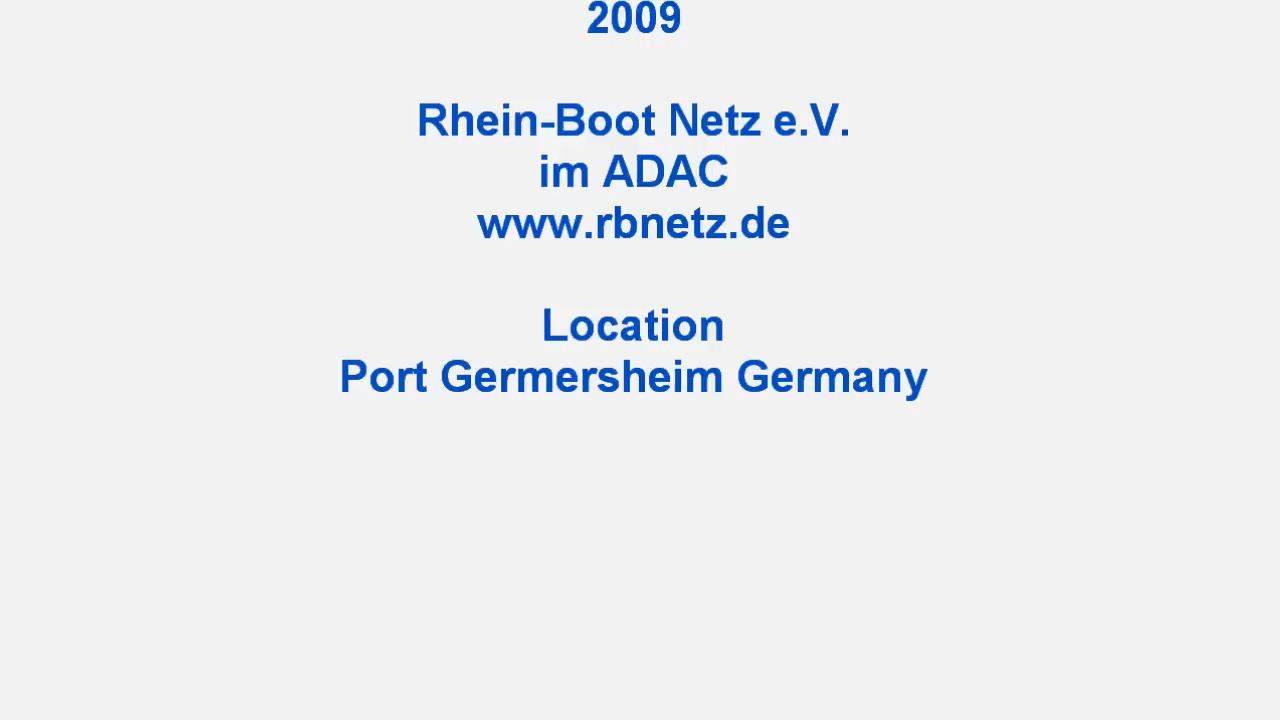 2009
Rhein-Boot Netz e.V.
im ADAC
www.rbnetz.de
Location
Port Germersheim Germany